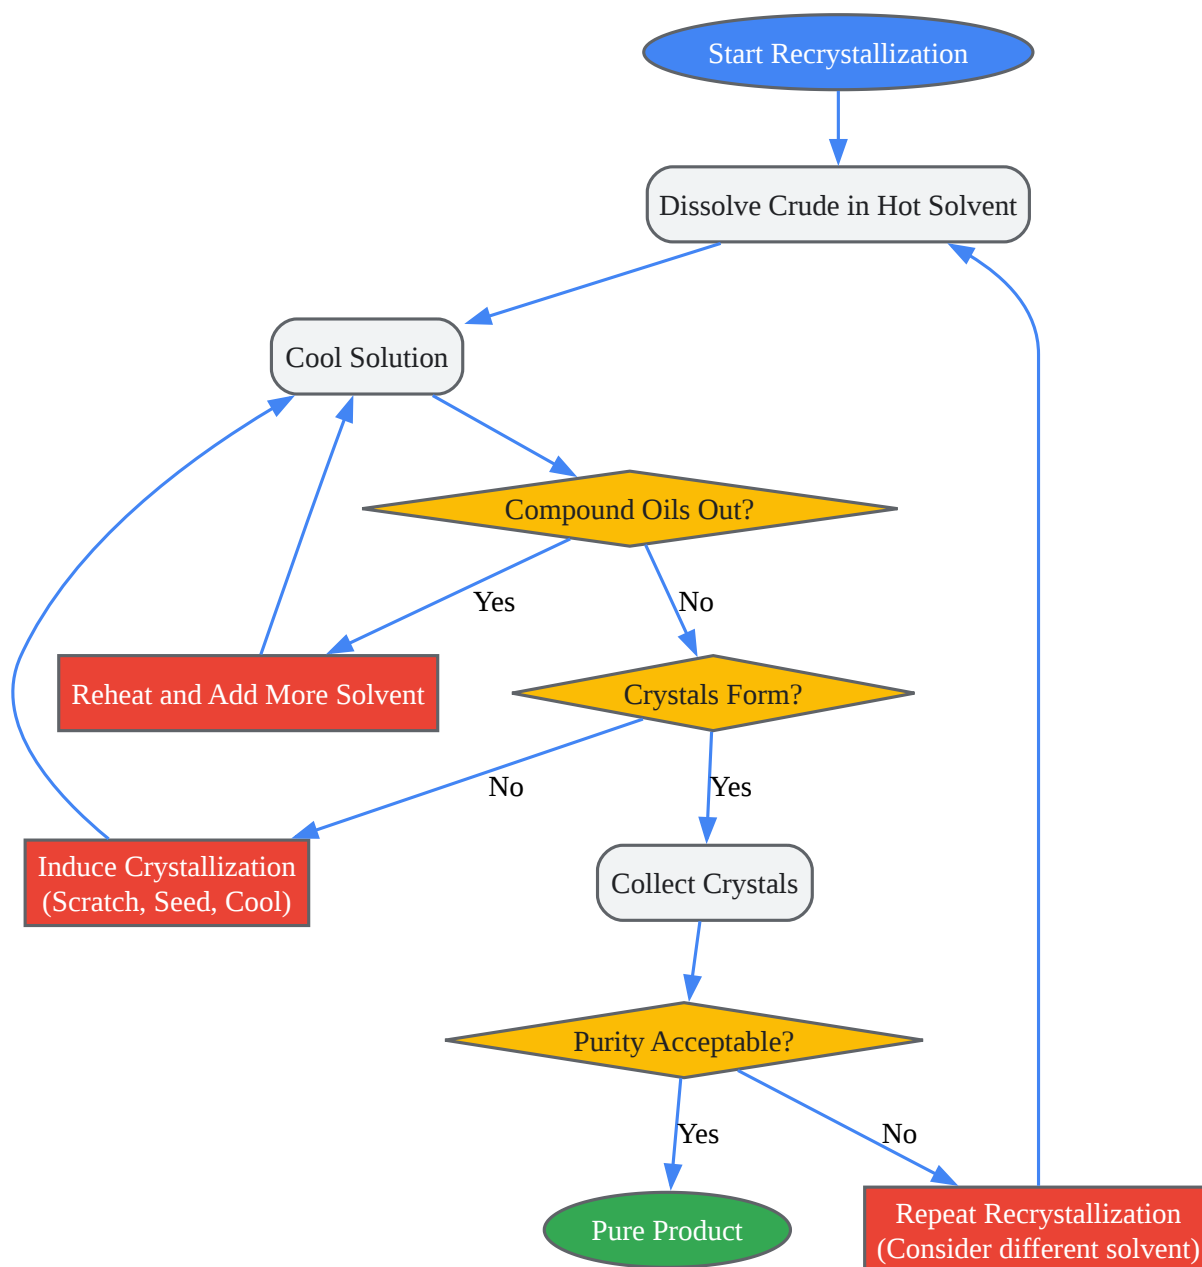 Start Recrystallization
Dissolve Crude in Hot Solvent
Cool Solution
Compound Oils Out?
Yes
No
Reheat and Add More Solvent
Crystals Form?
No
Yes
Induce Crystallization
(Scratch, Seed, Cool)
Collect Crystals
Purity Acceptable?
Yes
No
Pure Product
Repeat Recrystallization
(Consider different solvent)